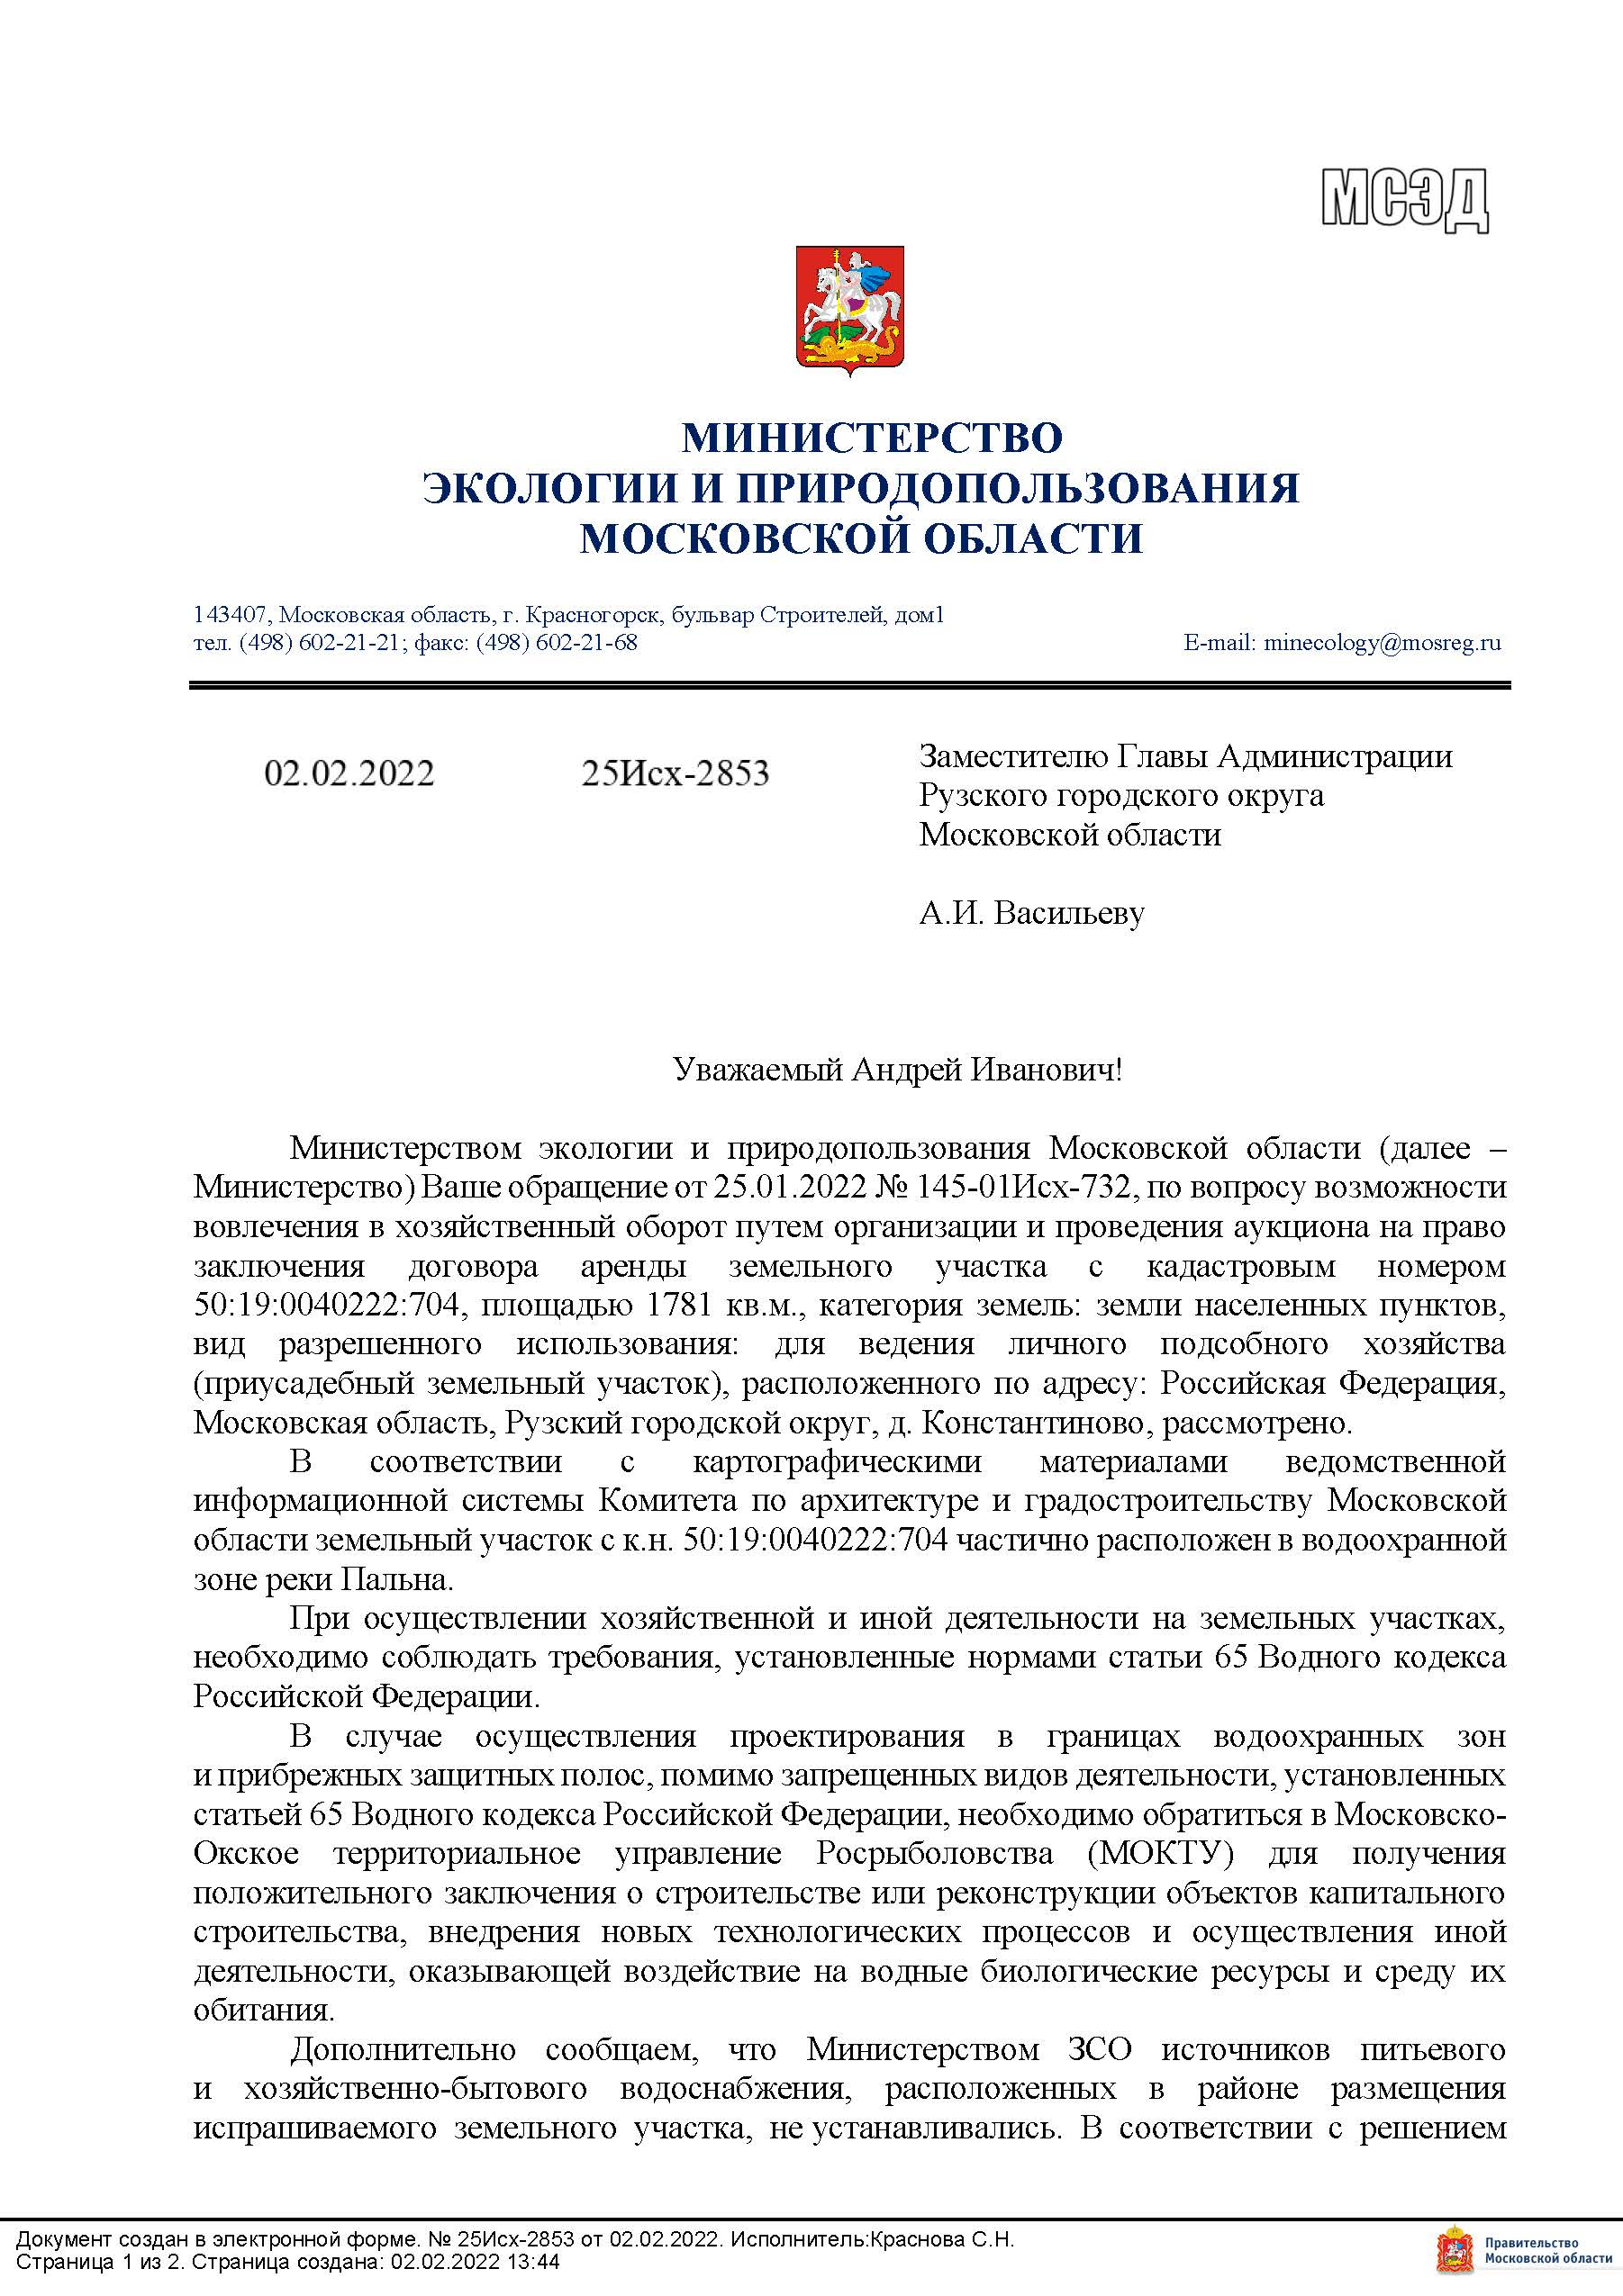 МСЭД
МИНИСТЕРСТВО
ЭКОЛОГИИ И ПРИРОДОПОЛЬЗОВАНИЯ
МОСКОВСКОЙ ОБЛАСТИ
143407, Московская область, г. Красногорск, бульвар Строителей, дом1
тел. (498) 602-21-21; факс: (498) 602-21-68 E-mail: minecology@mosreg.ru
02.02.2022 25Исх-2853
Заместителю Главы Администрации
Рузского городского округа
Московской области
А.И. Васильеву
Уважаемый Андрей Иванович!
Министерством экологии и природопользования Московской области (далее –
Министерство) Ваше обращение от 25.01.2022 № 145-01Исх-732, по вопросу возможности
вовлечения в хозяйственный оборот путем организации и проведения аукциона на право
заключения договора аренды земельного участка с кадастровым номером
50:19:0040222:704, площадью 1781 кв.м., категория земель: земли населенных пунктов,
вид разрешенного использования: для ведения личного подсобного хозяйства
(приусадебный земельный участок), расположенного по адресу: Российская Федерация,
Московская область, Рузский городской округ, д. Константиново, рассмотрено.
В соответствии с картографическими материалами ведомственной
информационной системы Комитета по архитектуре и градостроительству Московской
области земельный участок с к.н. 50:19:0040222:704 частично расположен в водоохранной
зоне реки Пальна.
При осуществлении хозяйственной и иной деятельности на земельных участках,
необходимо соблюдать требования, установленные нормами статьи 65 Водного кодекса
Российской Федерации.
В случае осуществления проектирования в границах водоохранных зон
и прибрежных защитных полос, помимо запрещенных видов деятельности, установленных
статьей 65 Водного кодекса Российской Федерации, необходимо обратиться в Московско-
Окское территориальное управление Росрыболовства (МОКТУ) для получения
положительного заключения о строительстве или реконструкции объектов капитального
строительства, внедрения новых технологических процессов и осуществления иной
деятельности, оказывающей воздействие на водные биологические ресурсы и среду их
обитания.
Дополнительно сообщаем, что Министерством ЗСО источников питьевого
и хозяйственно-бытового водоснабжения, расположенных в районе размещения
испрашиваемого земельного участка, не устанавливались. В соответствии с решением
Документ создан в электронной форме. № 25Исх-2853 от 02.02.2022. Исполнитель:Краснова С.Н.
Страница 1 из 2. Страница создана: 02.02.2022 13:44
Правительство
Московской области